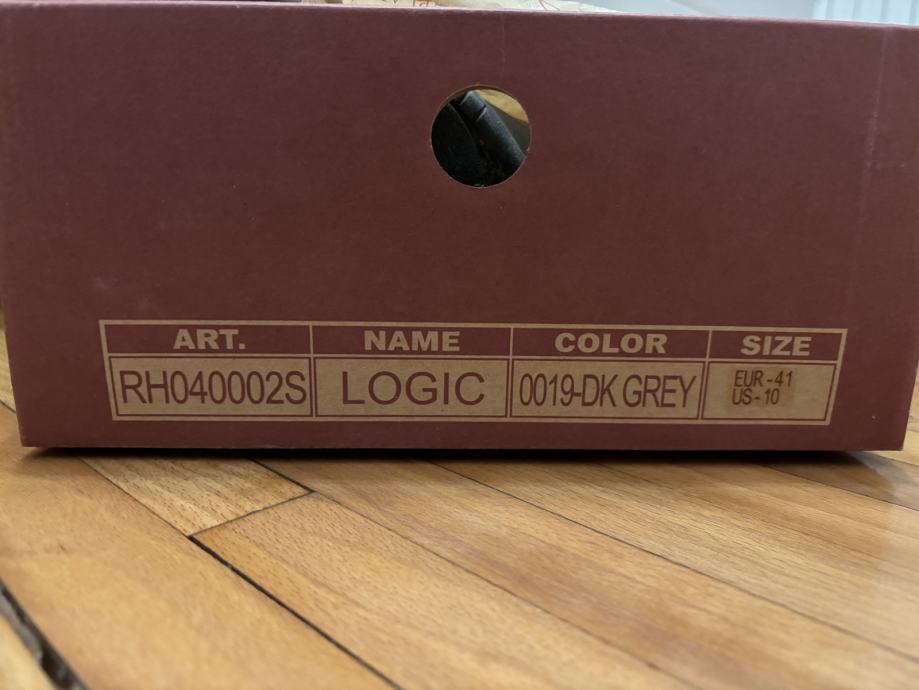 ART. NAME COLOR SIZE
RH040002S LOGIC 0019-DK GREY EUR-41
US-10